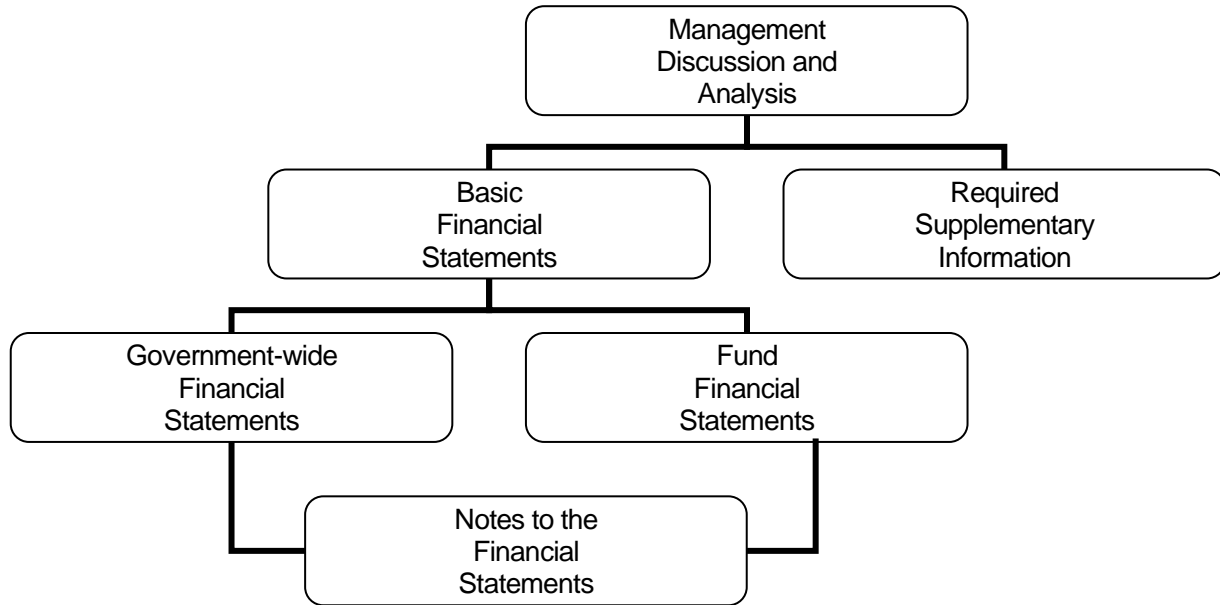 Management
Discussion and
Analysis
Basic
Financial
Statements
Required
Supplementary
Information
Government-wide
Financial
Statements
Fund
Financial
Statements
Notes to the
Financial
Statements